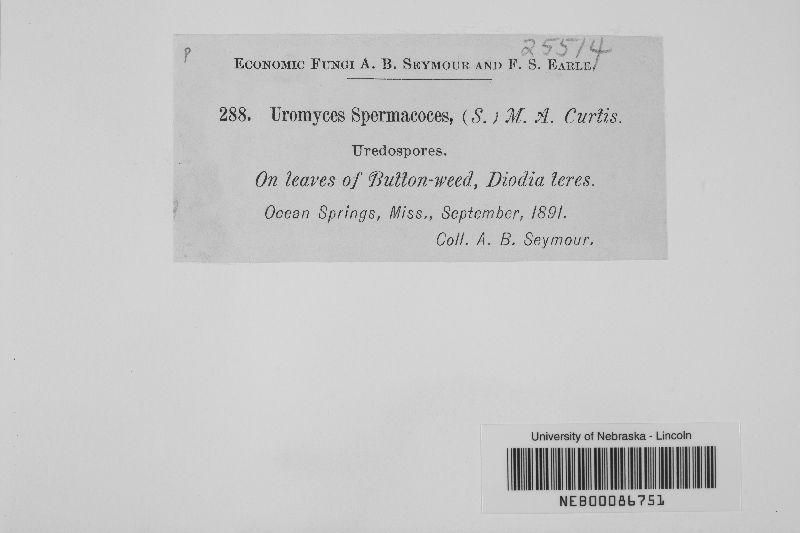 25514
ECONOMIC FUNGI A. B. SEYMOUR AND F. S. EARLE.
288. Uromyces Spermacoces, (S.) M. A. Curtis.
Uredospores.
On leaves of Button-weed, Diodia teres.
Ocean Springs, Miss., September, 1891.
Coll. A. B. Seymour.
University of Nebraska - Lincoln
NEB00086751